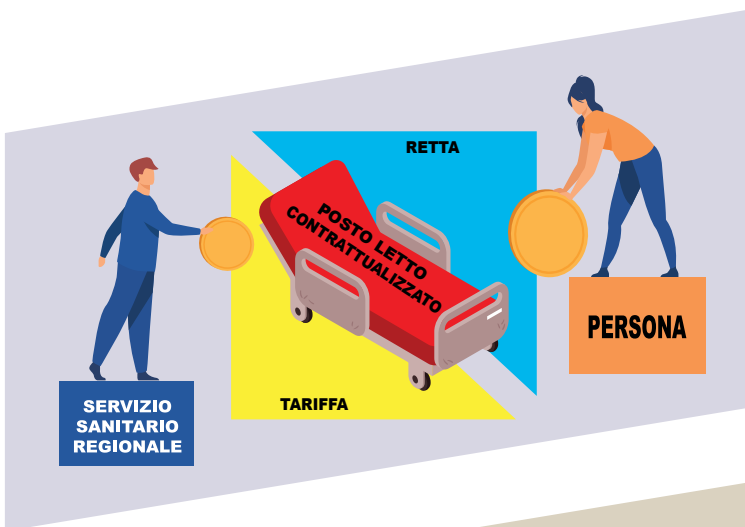 RETTA
POSTO LETTO
CONTRATTUALIZZATO
PERSONA
TARIFFA
SERVIZIO
SANITARIO
REGIONALE